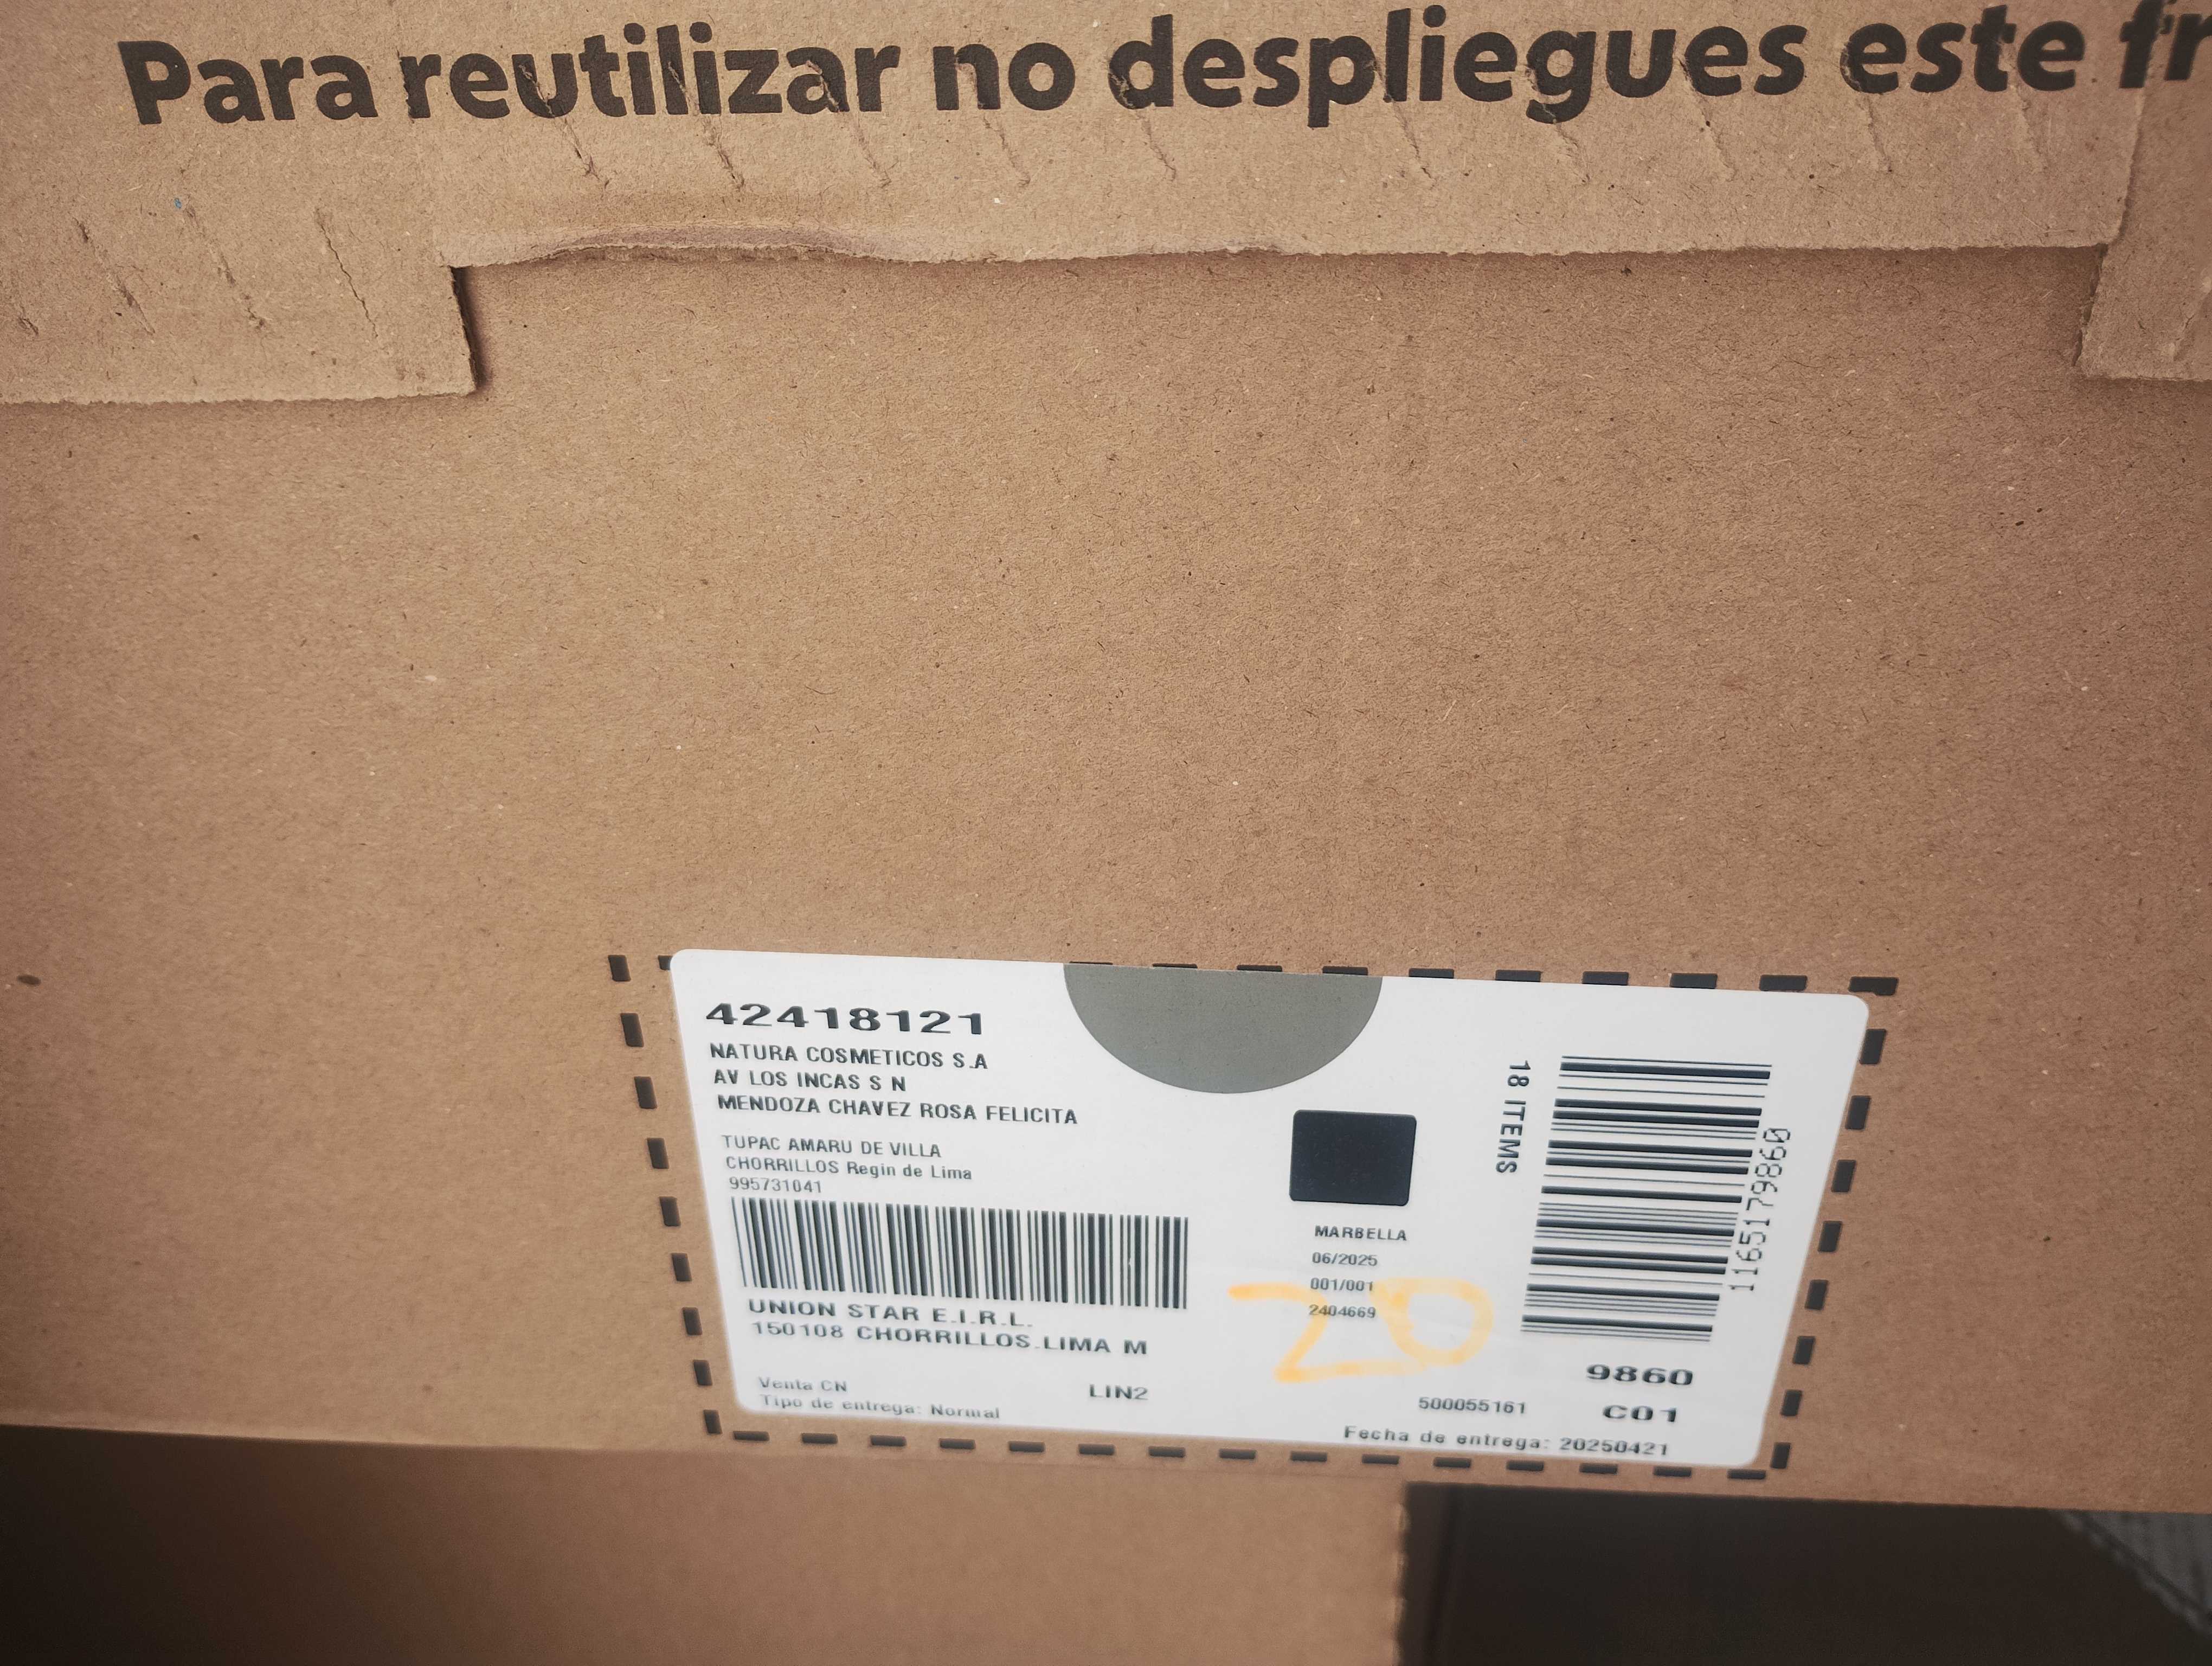 Para reutilizar no despliegues este fr
42418121
NATURA COSMETICOS S.A
AV LOS INCAS S N
MENDOZA CHAVEZ ROSA FELICITA
TUPAC AMARU DE VILLA
CHORRILLOS Regin de Lima
995731041
UNION STAR E.I.R.L.
150108 CHORRILLOS.LIMA M
Venta CN
LIN2
Tipo de entrega: Normal
MARBELLA
06/2025
001/001
2404669
20
18 ITEMS
1165179860
9860
500055161
C01
Fecha de entrega: 20250421